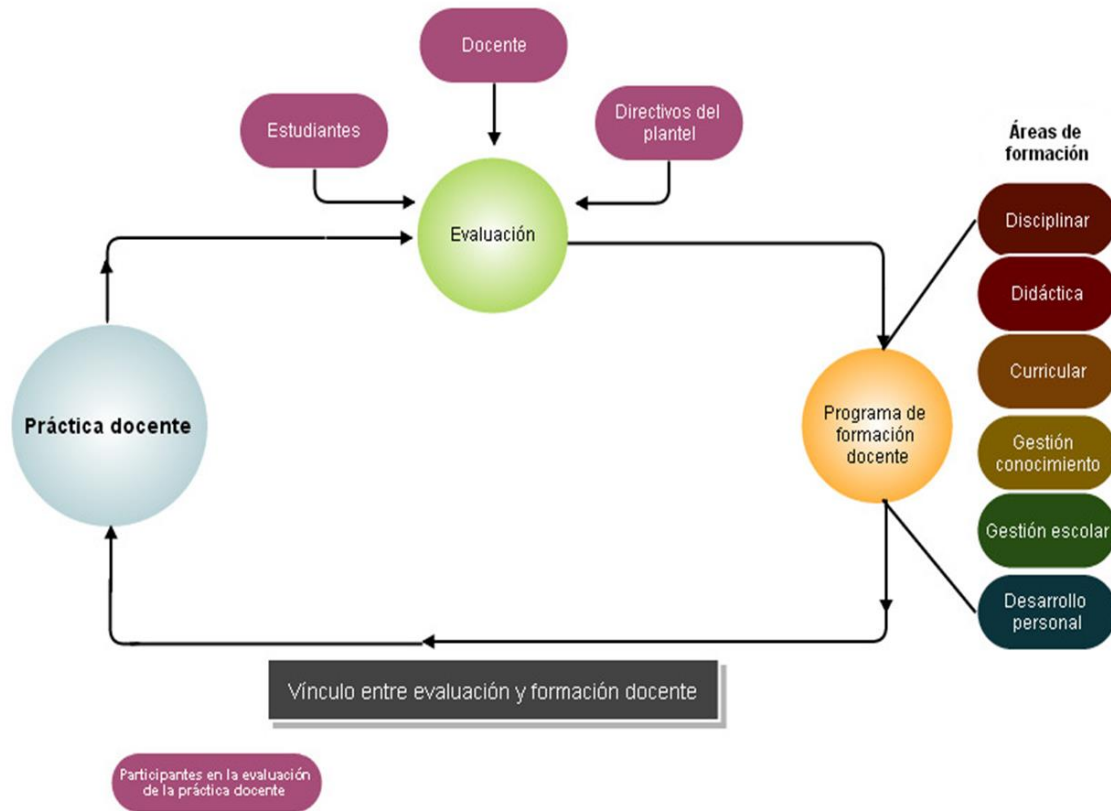 Docente
Estudiantes
Directivos del
plantel
Evaluación
Áreas de
formación
Disciplinar
Didáctica
Curricular
Gestión
conocimiento
Gestión escolar
Desarrollo
personal
Práctica docente
Programa de
formación
docente
Vínculo entre evaluación y formación docente
Participantes en la evaluación
de la práctica docente